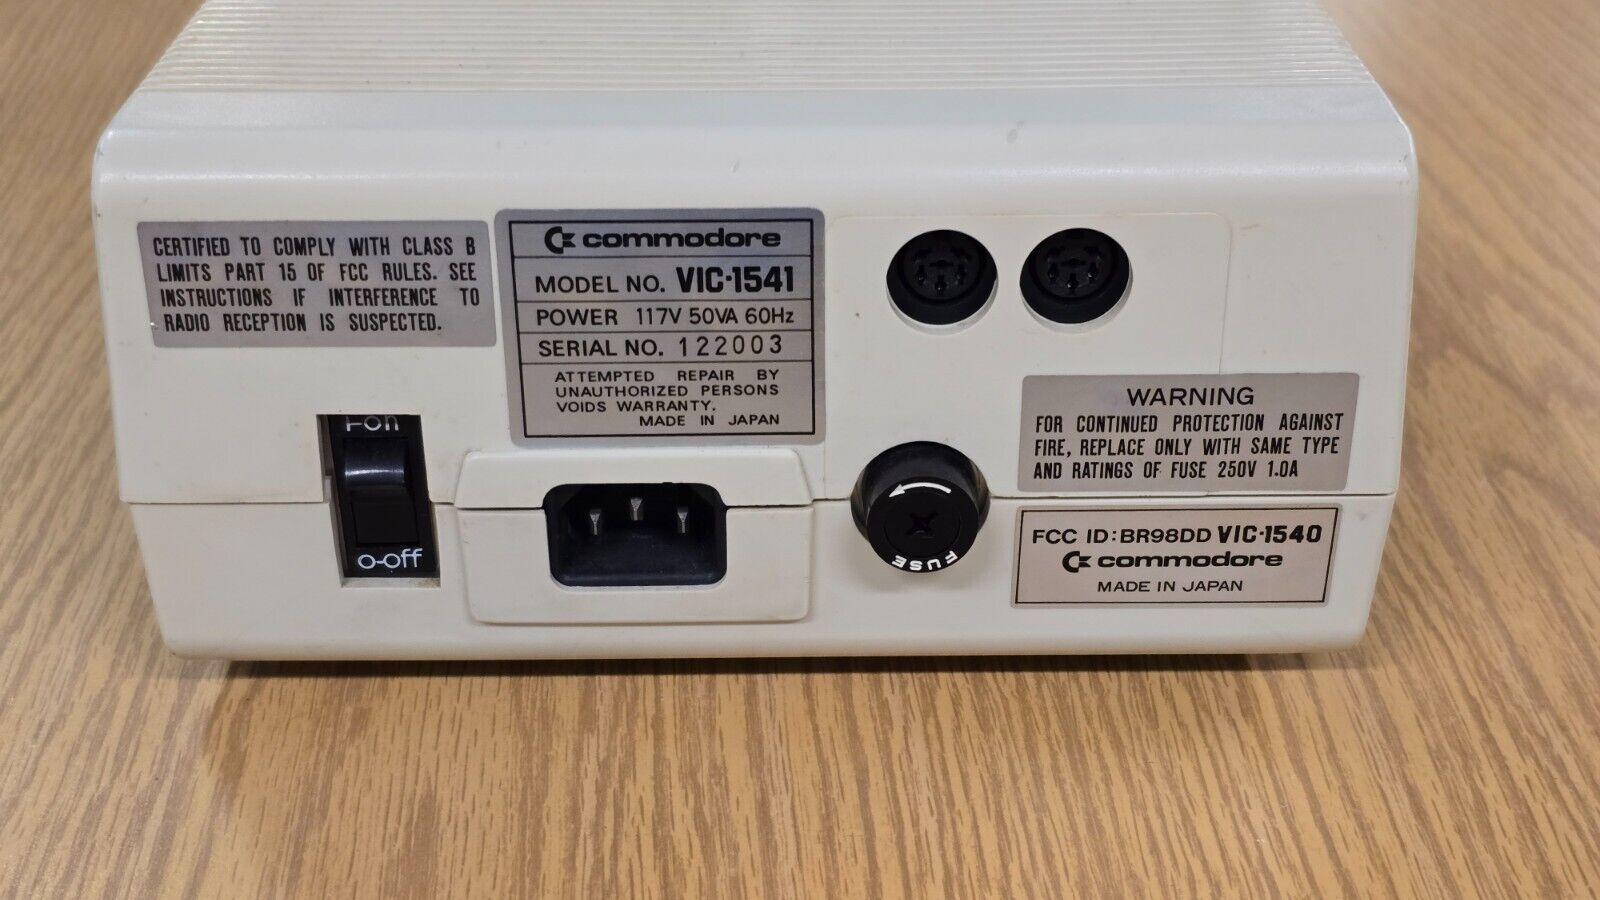 CERTIFIED TO COMPLY WITH CLASS B
LIMITS PART 15 OF FCC RULES. SEE
INSTRUCTIONS IF INTERFERENCE TO
RADIO RECEPTION IS SUSPECTED.
commodore
MODEL NO. VIC-1541
POWER 117V 50VA 60Hz
SERIAL NO. 122003
ATTEMPTED REPAIR BY
UNAUTHORIZED PERSONS
VOIDS WARRANTY.
MADE IN JAPAN
WARNING
FOR CONTINUED PROTECTION AGAINST
FIRE, REPLACE ONLY WITH SAME TYPE
AND RATINGS OF FUSE 250V 1.0A
I-on
o-off
FUSE
FCC ID:BR98DD VIC-1540
commodore
MADE IN JAPAN